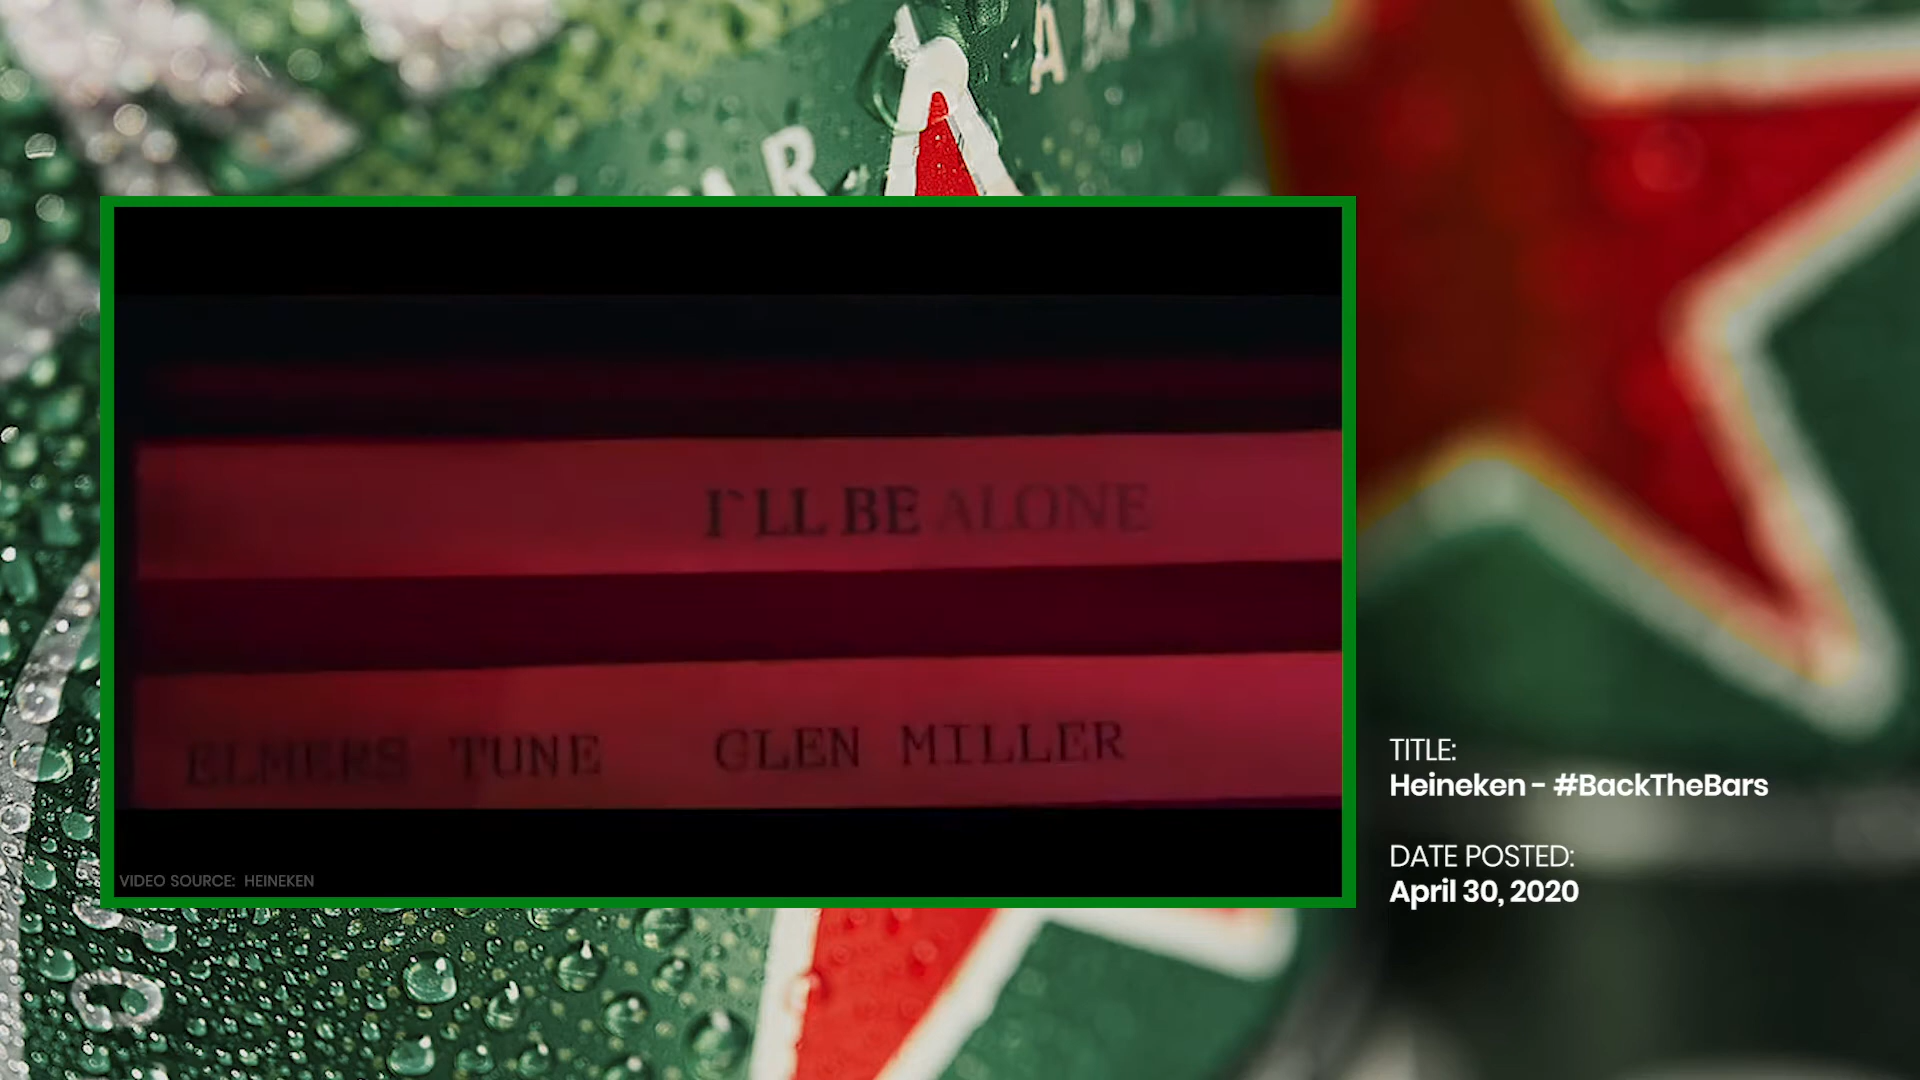 I'LL BE ALONE
ELMERS TUNE GLEN MILLER
VIDEO SOURCE: HEINEKEN
TITLE:
Heineken - #BackTheBars
DATE POSTED:
April 30, 2020